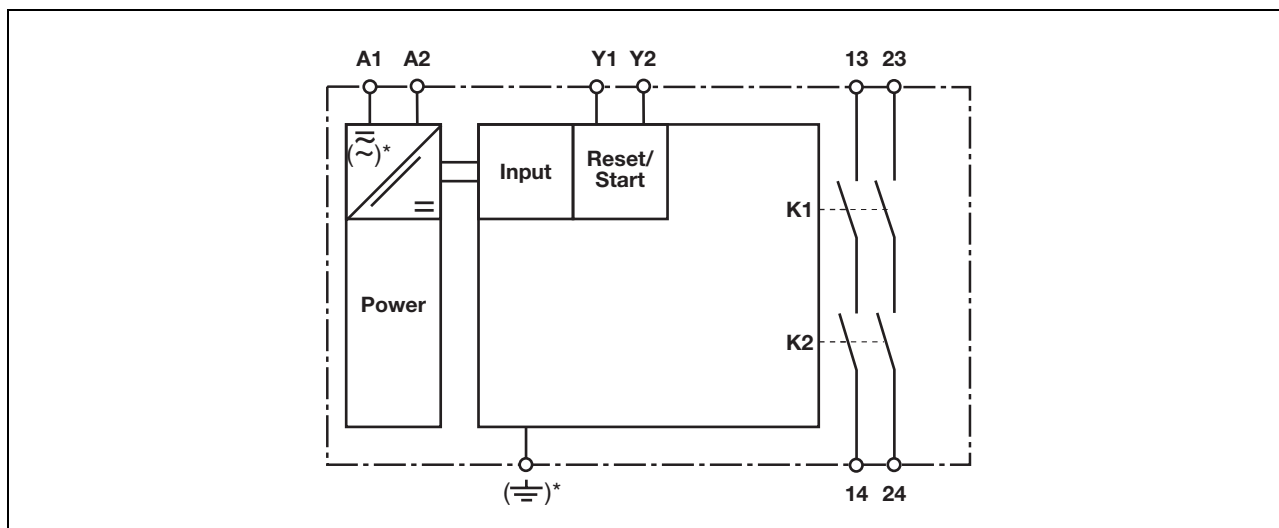 A1 A2 Y1 Y2 13 23
(≂)*
=
Input
Reset/
Start
K1
Power
K2
(⏚)*
14 24